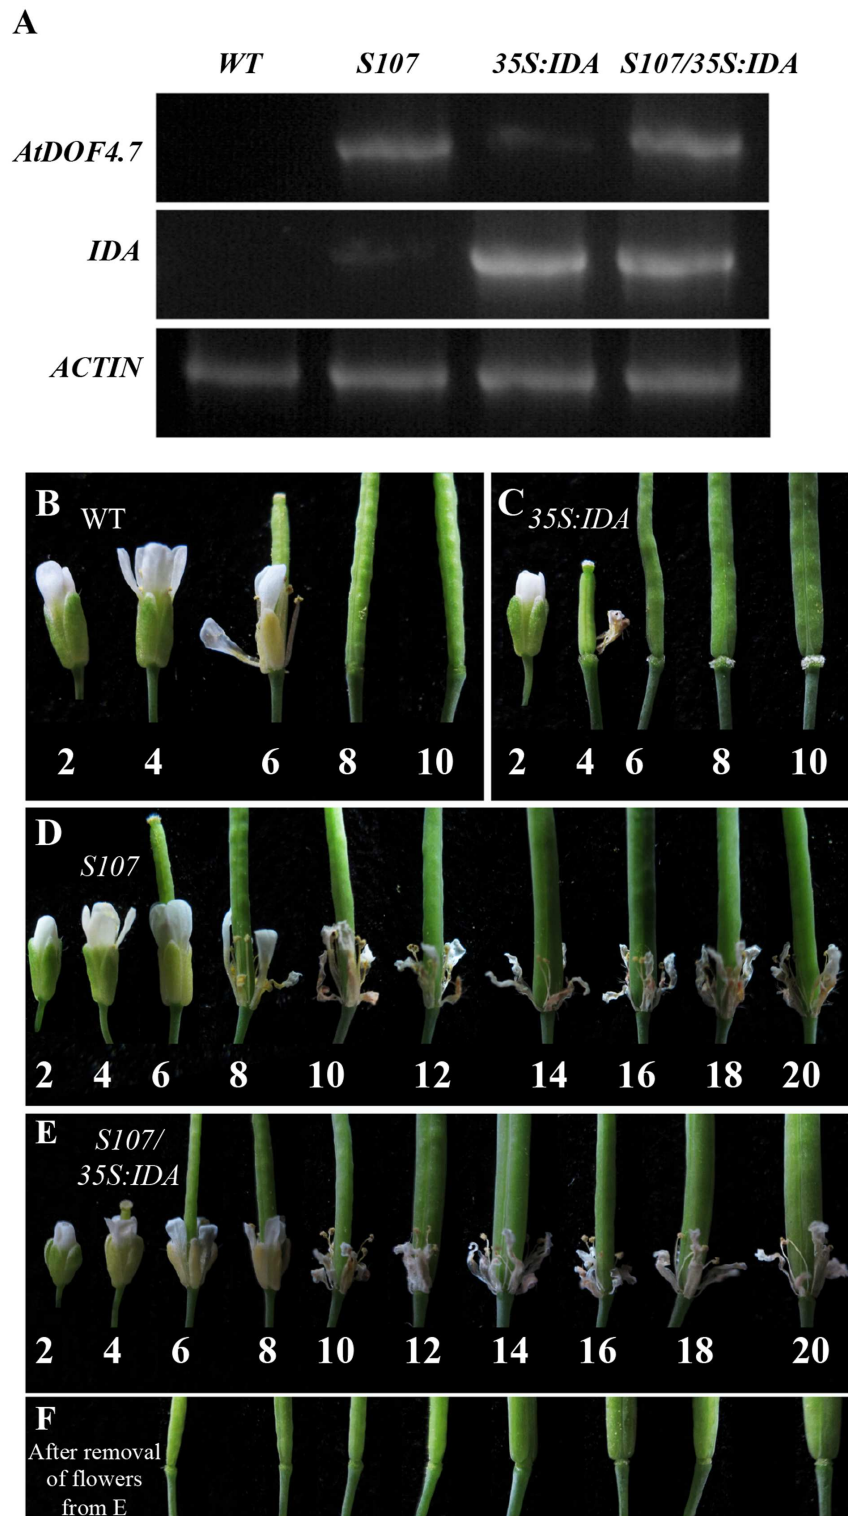 A
WT S107 35S:IDA S107/35S:IDA
AtDOF4.7
IDA
ACTIN
B WT
2 4 6 8 10
C 35S:IDA
2 4 6 8 10
D
S107
2 4 6 8 10 12 14 16 18 20
E
S107/
35S:IDA
2 4 6 8 10 12 14 16 18 20
F
After removal
of flowers
from E